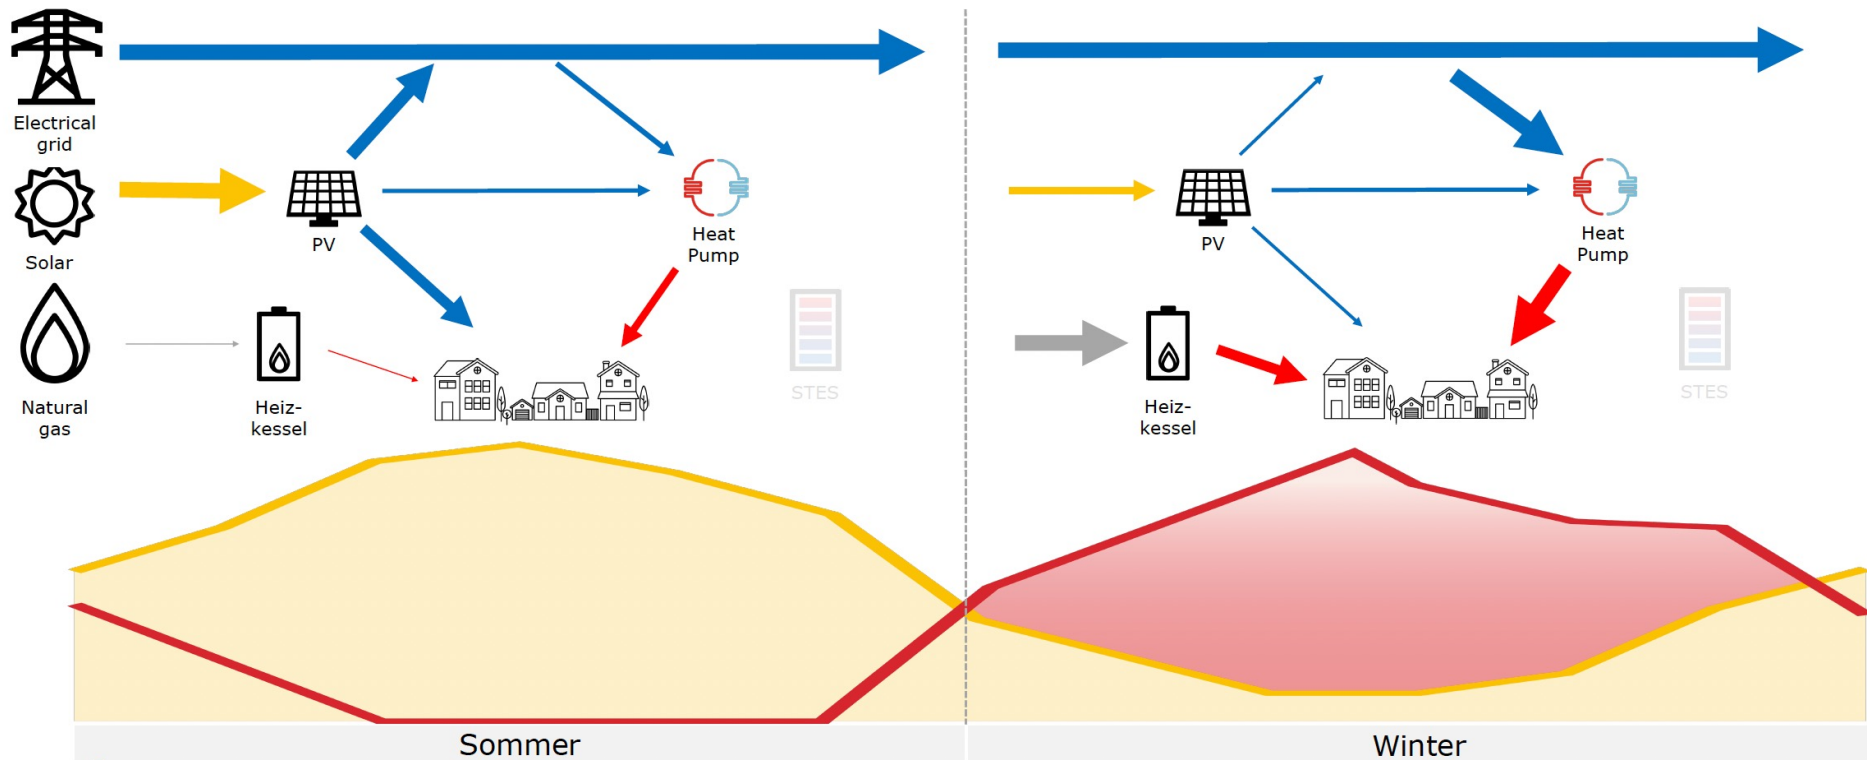 Electrical
grid
Solar
Natural
gas
PV
Heat
Pump
Heiz-
kessel
STES
PV
Heat
Pump
Heiz-
kessel
STES
Sommer
Winter